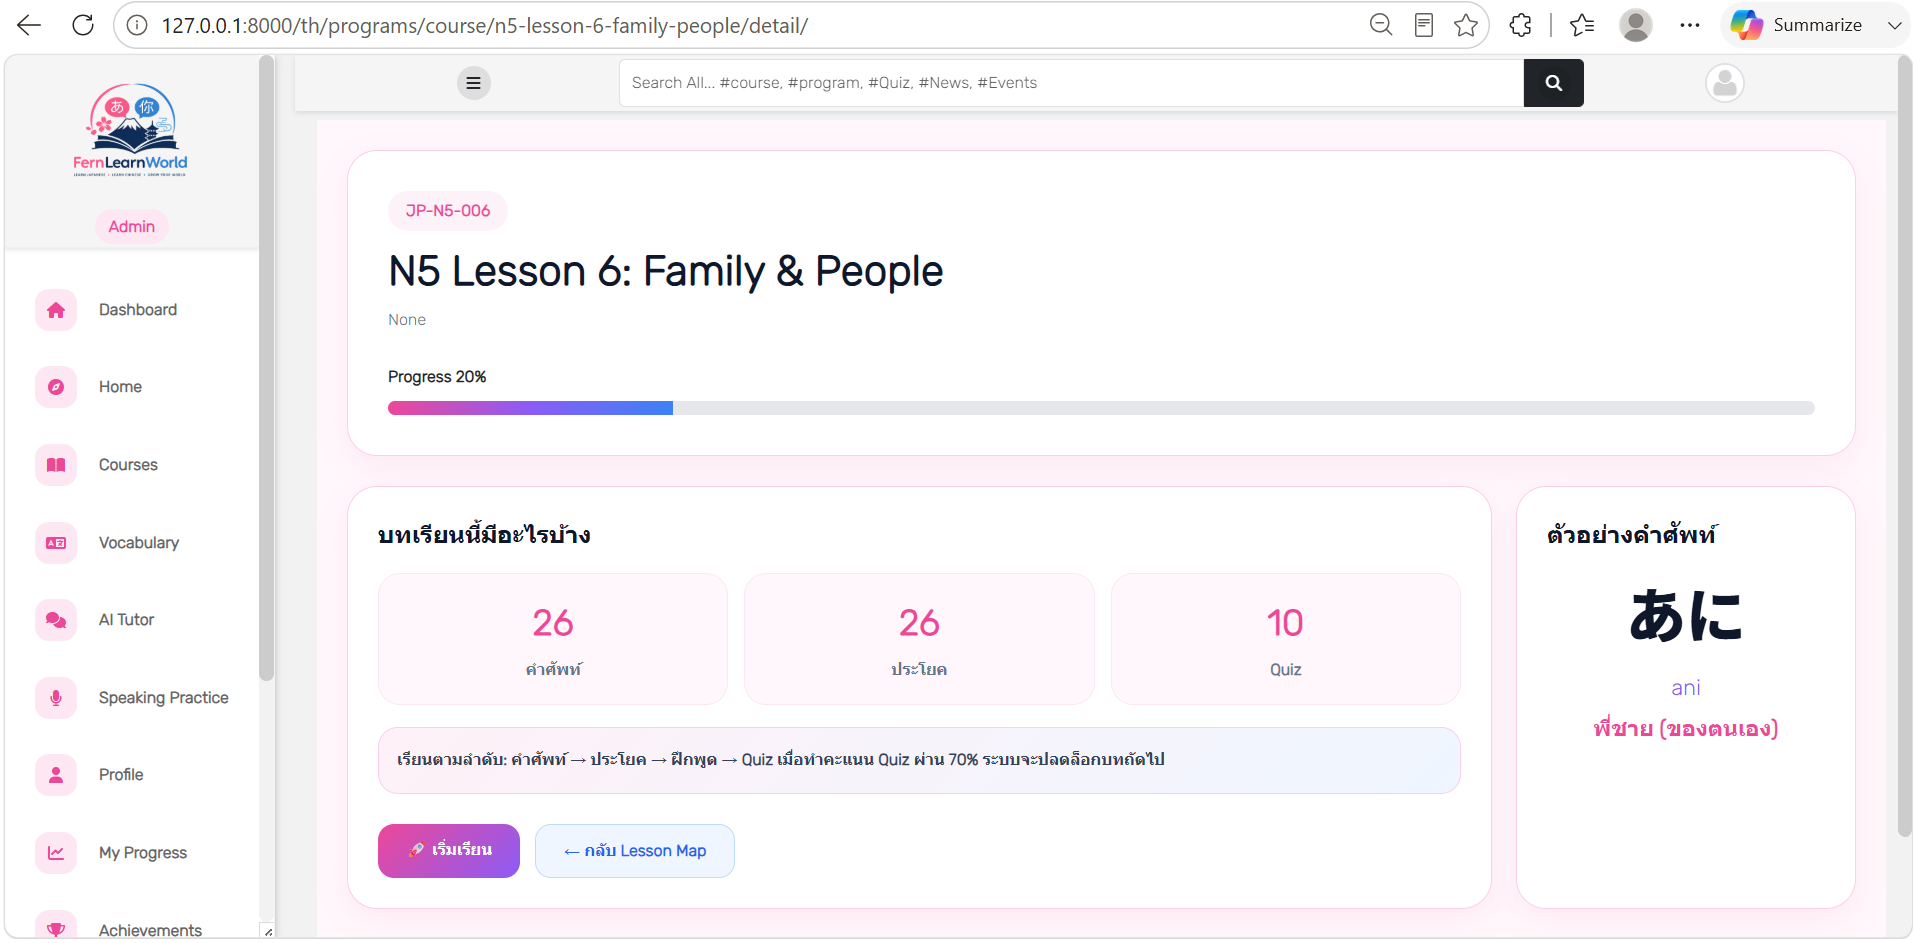 127.0.0.1:8000/th/programs/course/n5-lesson-6-family-people/detail/
Summarize
あ 你
FernLearnWorld
LEARN JAPANESE • LEARN CHINESE • GROW YOUR WORLD
Admin
Dashboard
Home
Courses
Vocabulary
AI Tutor
Speaking Practice
Profile
My Progress
Achievements
Search All... #course, #program, #Quiz, #News, #Events
JP-N5-006
N5 Lesson 6: Family & People
None
Progress 20%
บทเรียนนี้มีอะไรบ้าง
26
คำศัพท์
26
ประโยค
10
Quiz
เรียนตามลำดับ: คำศัพท์ → ประโยค → ฝึกพูด → Quiz เมื่อทำคะแนน Quiz ผ่าน 70% ระบบจะปลดล็อกบทถัดไป
🚀 เริ่มเรียน
← กลับ Lesson Map
ตัวอย่างคำศัพท์
あに
ani
พี่ชาย (ของตนเอง)